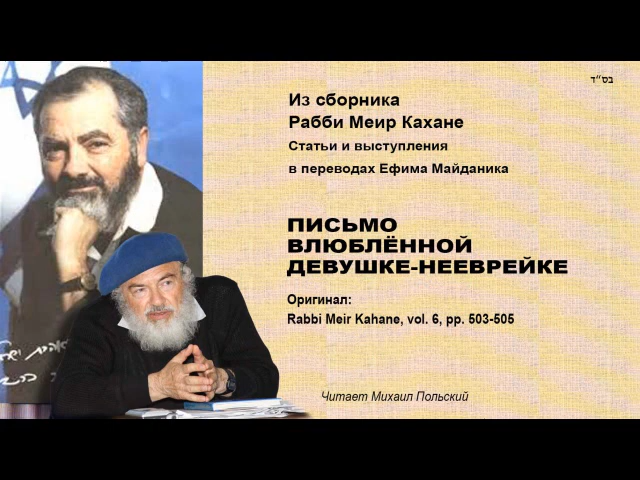 בס״ד
Из сборника
Рабби Меир Кахане
Статьи и выступления
в переводах Ефима Майданика
ПИСЬМО
ВЛЮБЛЁННОЙ
ДЕВУШКЕ-НЕЕВРЕЙКЕ
Оригинал:
Rabbi Meir Kahane, vol. 6, pp. 503-505
Читает Михаил Польский